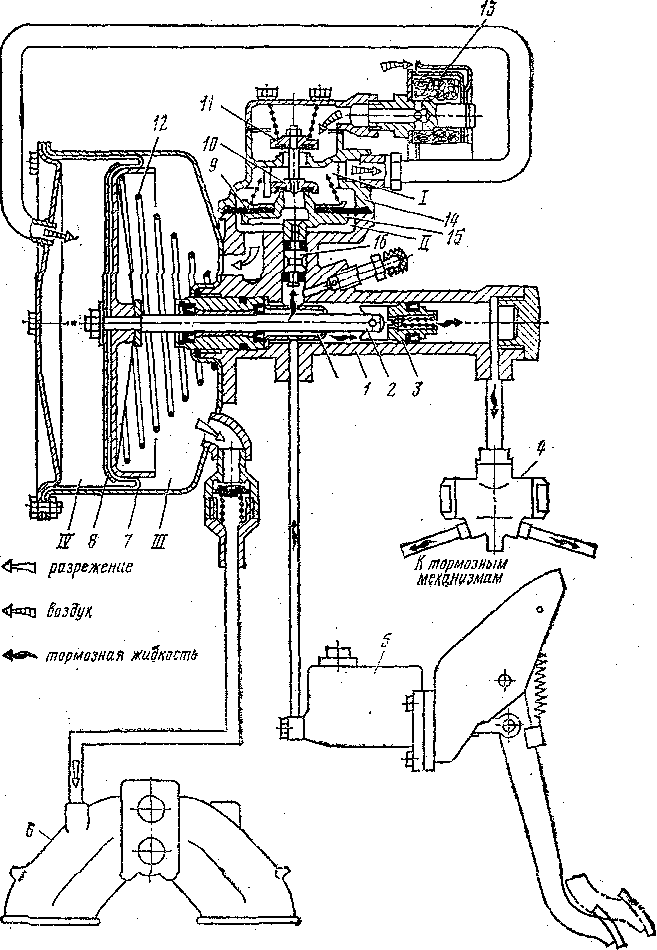 13
12
11
10
9
I
14
15
II
16
1
2
3
4
IV
8
7
III
К тормозным
механизмам
разрежение
воздух
тормозная жидкость
5
6